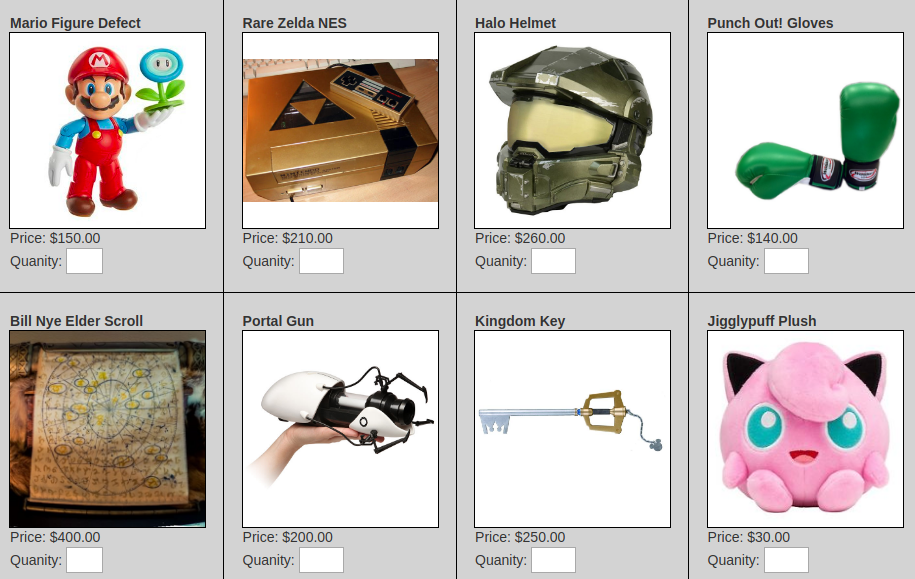 Mario Figure Defect
Rare Zelda NES
Halo Helmet
Punch Out! Gloves
M
Price: $150.00
Price: $210.00
Price: $260.00
Price: $140.00
Quanity:
Quanity:
Quanity:
Quanity:
Bill Nye Elder Scroll
Portal Gun
Kingdom Key
Jigglypuff Plush
Price: $400.00
Price: $200.00
Price: $250.00
Price: $30.00
Quanity:
Quanity:
Quanity:
Quanity: